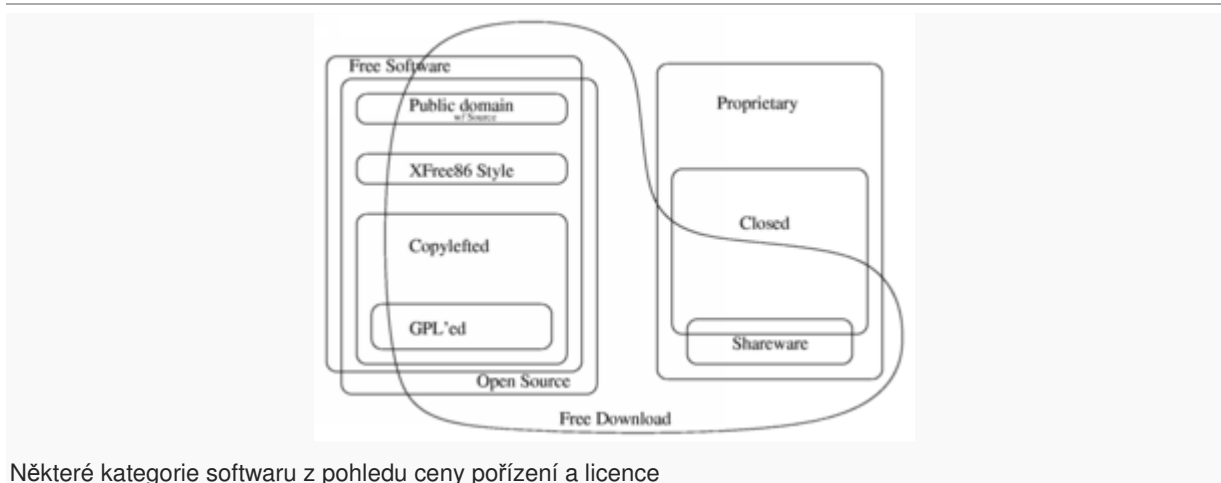 Free Software
Public domain
w/ Source
XFree86 Style
Copylefted
GPL'ed
Open Source
Proprietary
Closed
Shareware
Free Download
Některé kategorie softwaru z pohledu ceny pořízení a licence